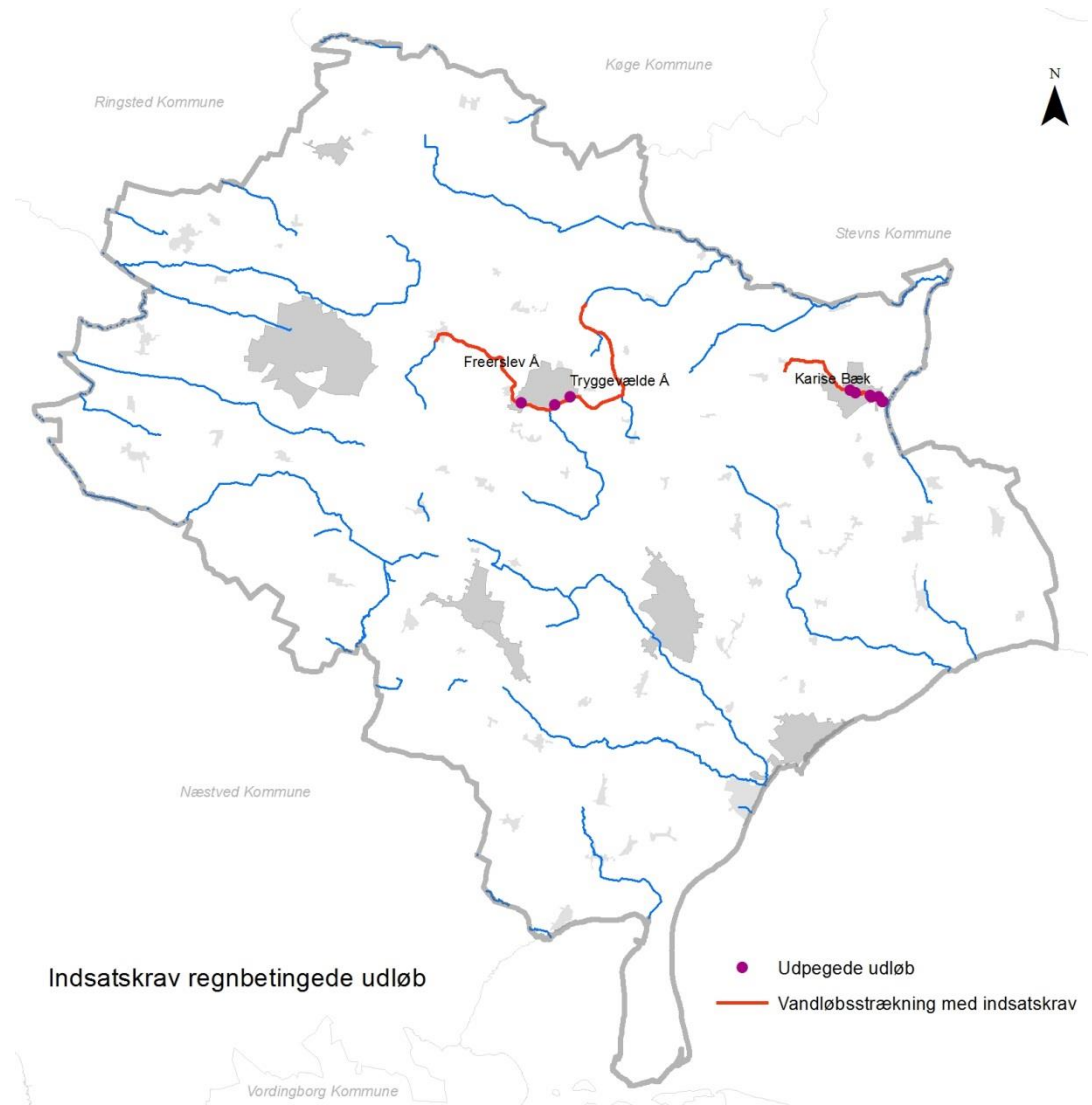 Køge Kommune
N
Ringsted Kommune
Stevns Kommune
Freerslev Å
Tryggevælde Å
Karise Bæk
Næstved Kommune
Indsatskrav regnbetingede udløb
Udpegede udløb
Vandløbsstrækning med indsatskrav
Vordingborg Kommune